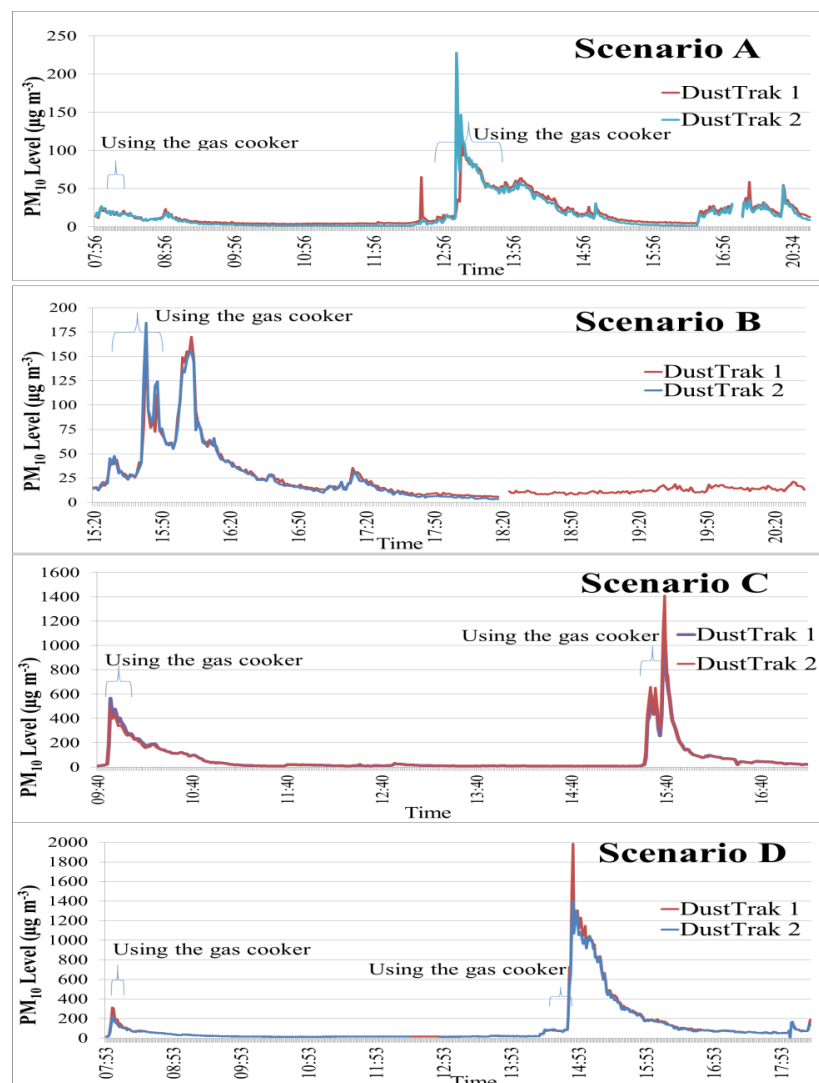 Scenario A
PM10 Level (µg m-3)
250
200
150
100
50
0
DustTrak 1
DustTrak 2
Using the gas cooker
Using the gas cooker
07:56
08:56
09:56
10:56
11:56
12:56
13:56
14:56
15:56
16:56
20:34
Time
Scenario B
PM10 Level (µg m-3)
200
175
150
125
100
75
50
25
0
Using the gas cooker
DustTrak 1
DustTrak 2
15:20
15:50
16:20
16:50
17:20
17:50
18:20
18:50
19:20
19:50
20:20
Time
Scenario C
PM10 Level (µg m-3)
1600
1400
1200
1000
800
600
400
200
0
Using the gas cooker
Using the gas cooker
DustTrak 1
DustTrak 2
09:40
10:40
11:40
12:40
13:40
14:40
15:40
16:40
Time
Scenario D
PM10 Level (µg m-3)
2000
1800
1600
1400
1200
1000
800
600
400
200
0
DustTrak 1
DustTrak 2
Using the gas cooker
Using the gas cooker
07:53
08:53
09:53
10:53
11:53
12:53
13:53
14:53
15:53
16:53
17:53
Time